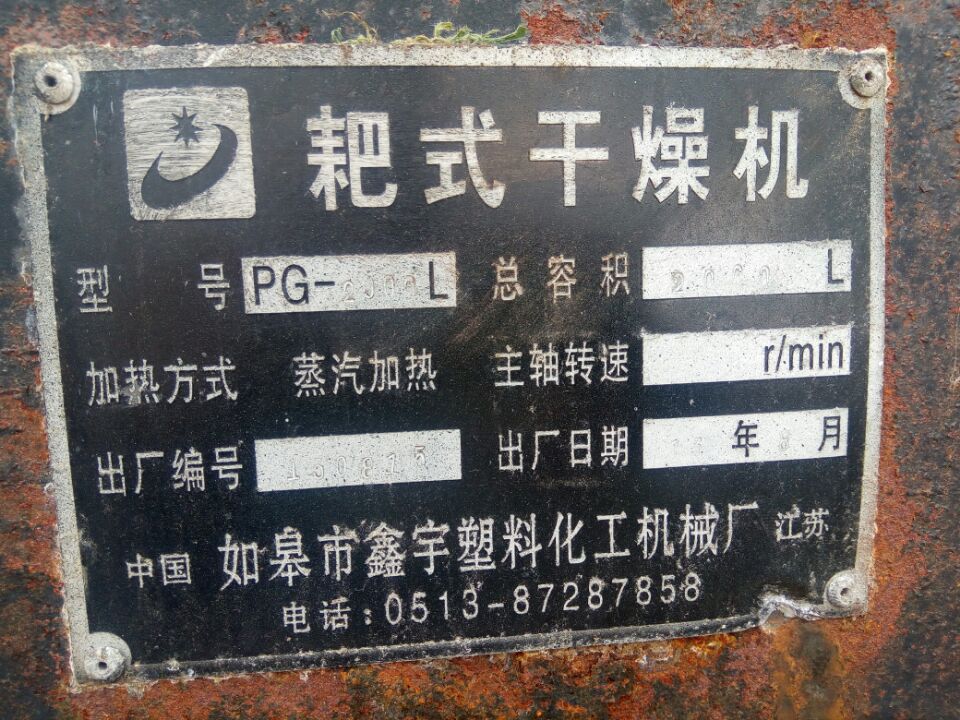 耙式干燥机
型号 PG-2000L 总容积 2000 L
加热方式 蒸汽加热 主轴转速 r/min
出厂编号 出厂日期 年 月
中国 如皋市鑫宇塑料化工机械厂 江苏
电话:0513-87287858